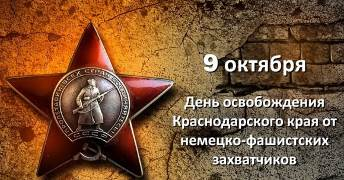 9 октября
День освобождения
Краснодарского края от
немецко-фашистских
захватчиков